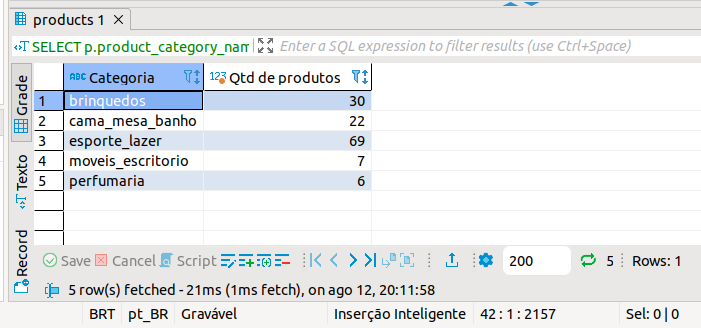 products 1
SELECT p.product_category_nam
Enter a SQL expression to filter results (use Ctrl+Space)
Grade
Texto
Record
ABC Categoria 123 Qtd de produtos
1 brinquedos 30
2 cama_mesa_banho 22
3 esporte_lazer 69
4 moveis_escritorio 7
5 perfumaria 6
Save Cancel Script 200 5 Rows: 1
5 row(s) fetched - 21ms (1ms fetch), on ago 12, 20:11:58
BRT pt_BR Gravável Inserção Inteligente 42 : 1 : 2157 Sel: 0 | 0